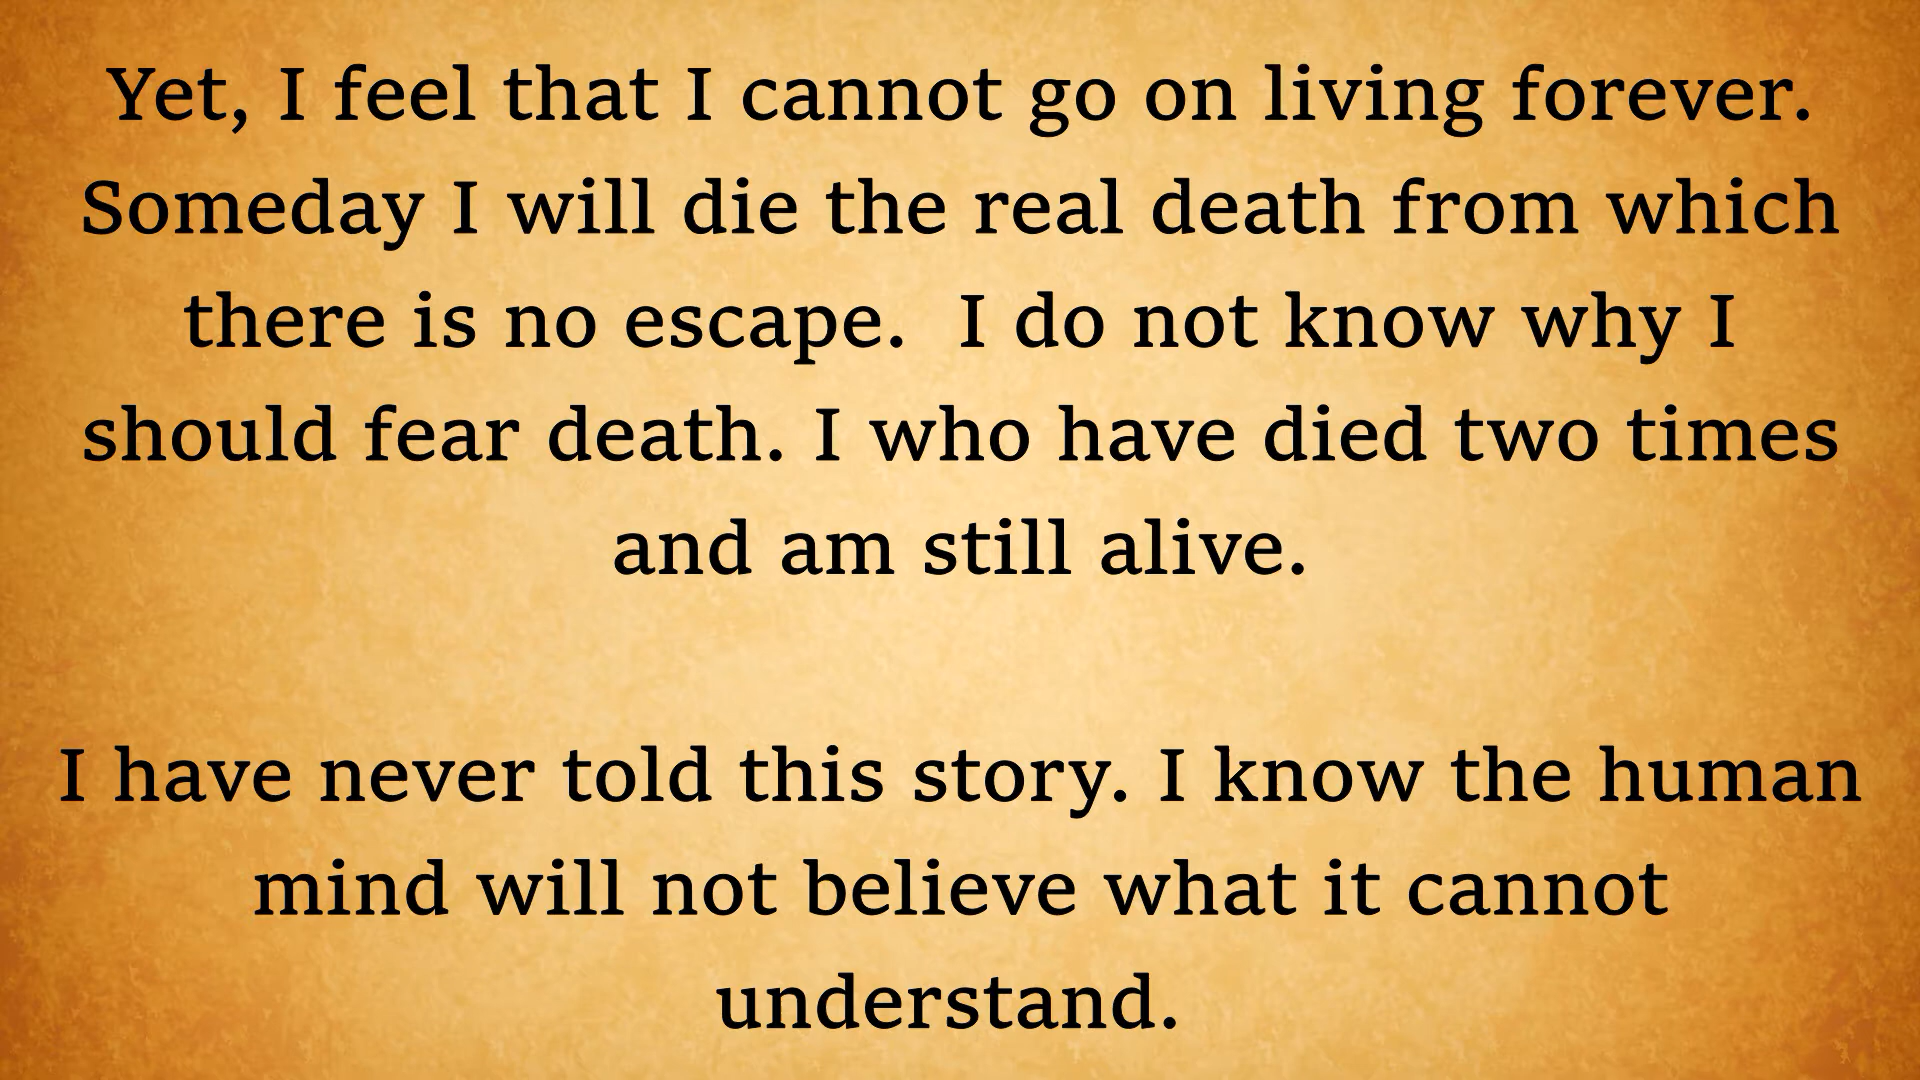 Yet, I feel that I cannot go on living forever.
Someday I will die the real death from which
there is no escape.  I do not know why I
should fear death. I who have died two times
and am still alive.
I have never told this story. I know the human
mind will not believe what it cannot
understand.